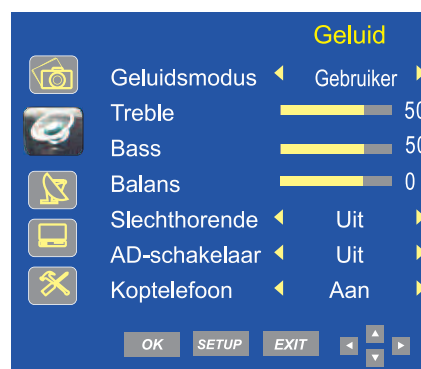 Geluid
Geluidsmodus Gebruiker
Treble 50
Bass 50
Balans 0
Slechthorende Uit
AD-schakelaar Uit
Koptelefoon Aan
OK SETUP EXIT